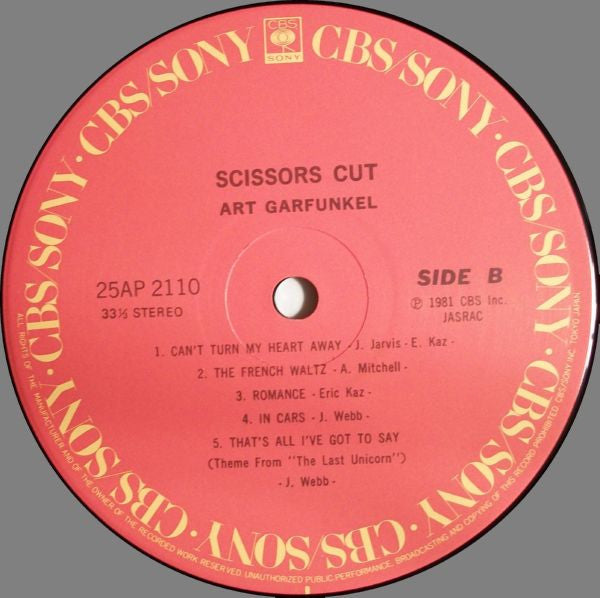 CBS
SONY
CBS/SONY · CBS/SONY · CBS/SONY · CBS/SONY · CBS/SONY · CBS/SONY · CBS/SONY · CBS/SONY
SCISSORS CUT
ART GARFUNKEL
25AP 2110
33⅓ STEREO
SIDE B
Ⓟ 1981 CBS Inc.
JASRAC
1. CAN'T TURN MY HEART AWAY - J. Jarvis - E. Kaz -
2. THE FRENCH WALTZ - A. Mitchell -
3. ROMANCE - Eric Kaz -
4. IN CARS - J. Webb -
5. THAT'S ALL I'VE GOT TO SAY
(Theme From "The Last Unicorn")
- J. Webb -
ALL RIGHTS OF THE MANUFACTURER AND OF THE OWNER OF THE RECORDED WORK RESERVED. UNAUTHORIZED PUBLIC PERFORMANCE, BROADCASTING AND COPYING OF THIS RECORD PROHIBITED. CBS/SONY INC. TOKYO JAPAN